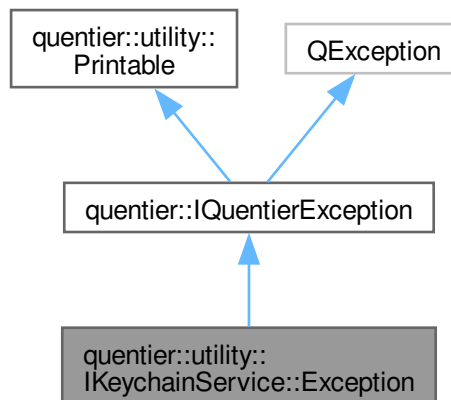 quentier::utility::
Printable
QException
quentier::IQuentierException
quentier::utility::
IKeychainService::Exception